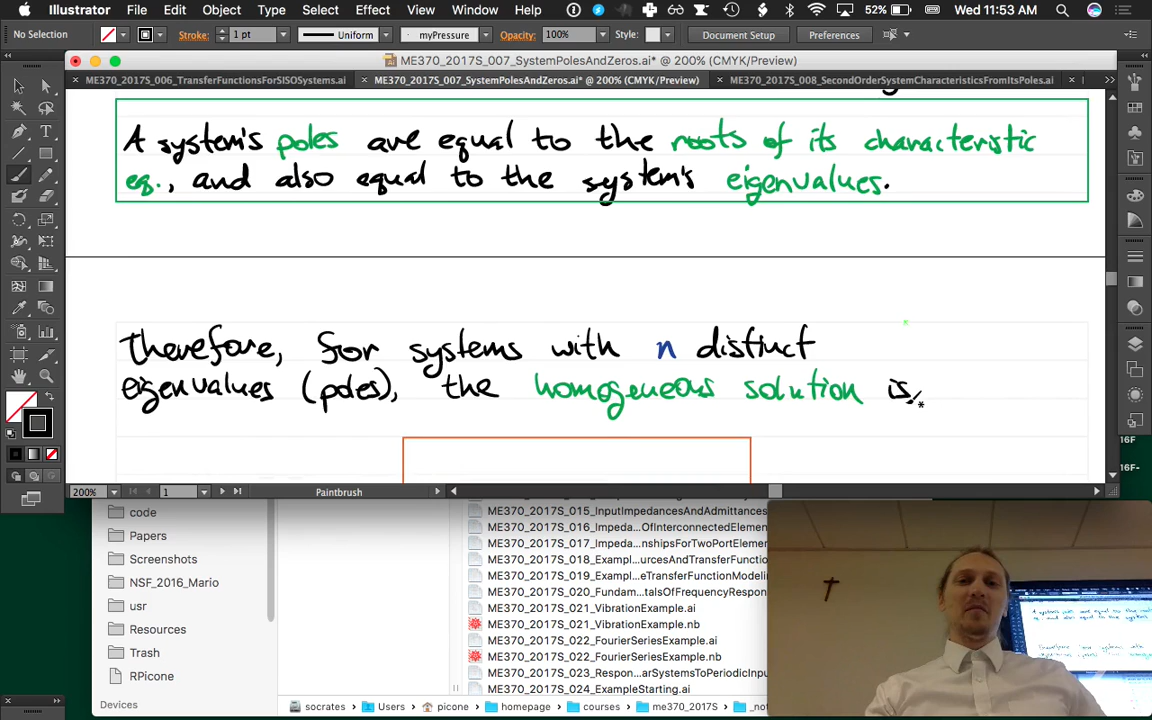 Illustrator File Edit Object Type Select Effect View Window Help 52% Wed 11:53 AM
No Selection Stroke: 1 pt Uniform myPressure Opacity: 100% Style: Document Setup Preferences
ME370_2017S_007_SystemPolesAndZeros.ai* @ 200% (CMYK/Preview)
ME370_2017S_006_TransferFunctionsForSISOSystems.ai ME370_2017S_007_SystemPolesAndZeros.ai* @ 200% (CMYK/Preview) ME370_2017S_008_SecondOrderSystemCharacteristicsFromItsPoles.ai
A system's poles are equal to the roots of its characteristic
eq., and also equal to the system's eigenvalues.
Therefore, for systems with n distinct
eigenvalues (poles), the homogeneous solution is
16F
16F-
200% 1 Paintbrush
code
Papers
Screenshots
NSF_2016_Mario
usr
Resources
Trash
RPicone
Devices
ME370_2017S_015_InputImpedancesAndAdmittances
ME370_2017S_016_Impeda...OfInterconnectedElemen
ME370_2017S_017_Impeda...nshipsForTwoPortElemen
ME370_2017S_018_Exampl...urcesAndTransferFunctio
ME370_2017S_019_Exampl...eTransferFunctionModelin
ME370_2017S_020_Fundam...talsOfFrequencyRespon
ME370_2017S_021_VibrationExample.ai
ME370_2017S_021_VibrationExample.nb
ME370_2017S_022_FourierSeriesExample.ai
ME370_2017S_022_FourierSeriesExample.nb
ME370_2017S_023_Respon...arSystemsToPeriodicInpu
ME370_2017S_024_ExampleStarting.ai
socrates Users picone homepage courses me370_2017S